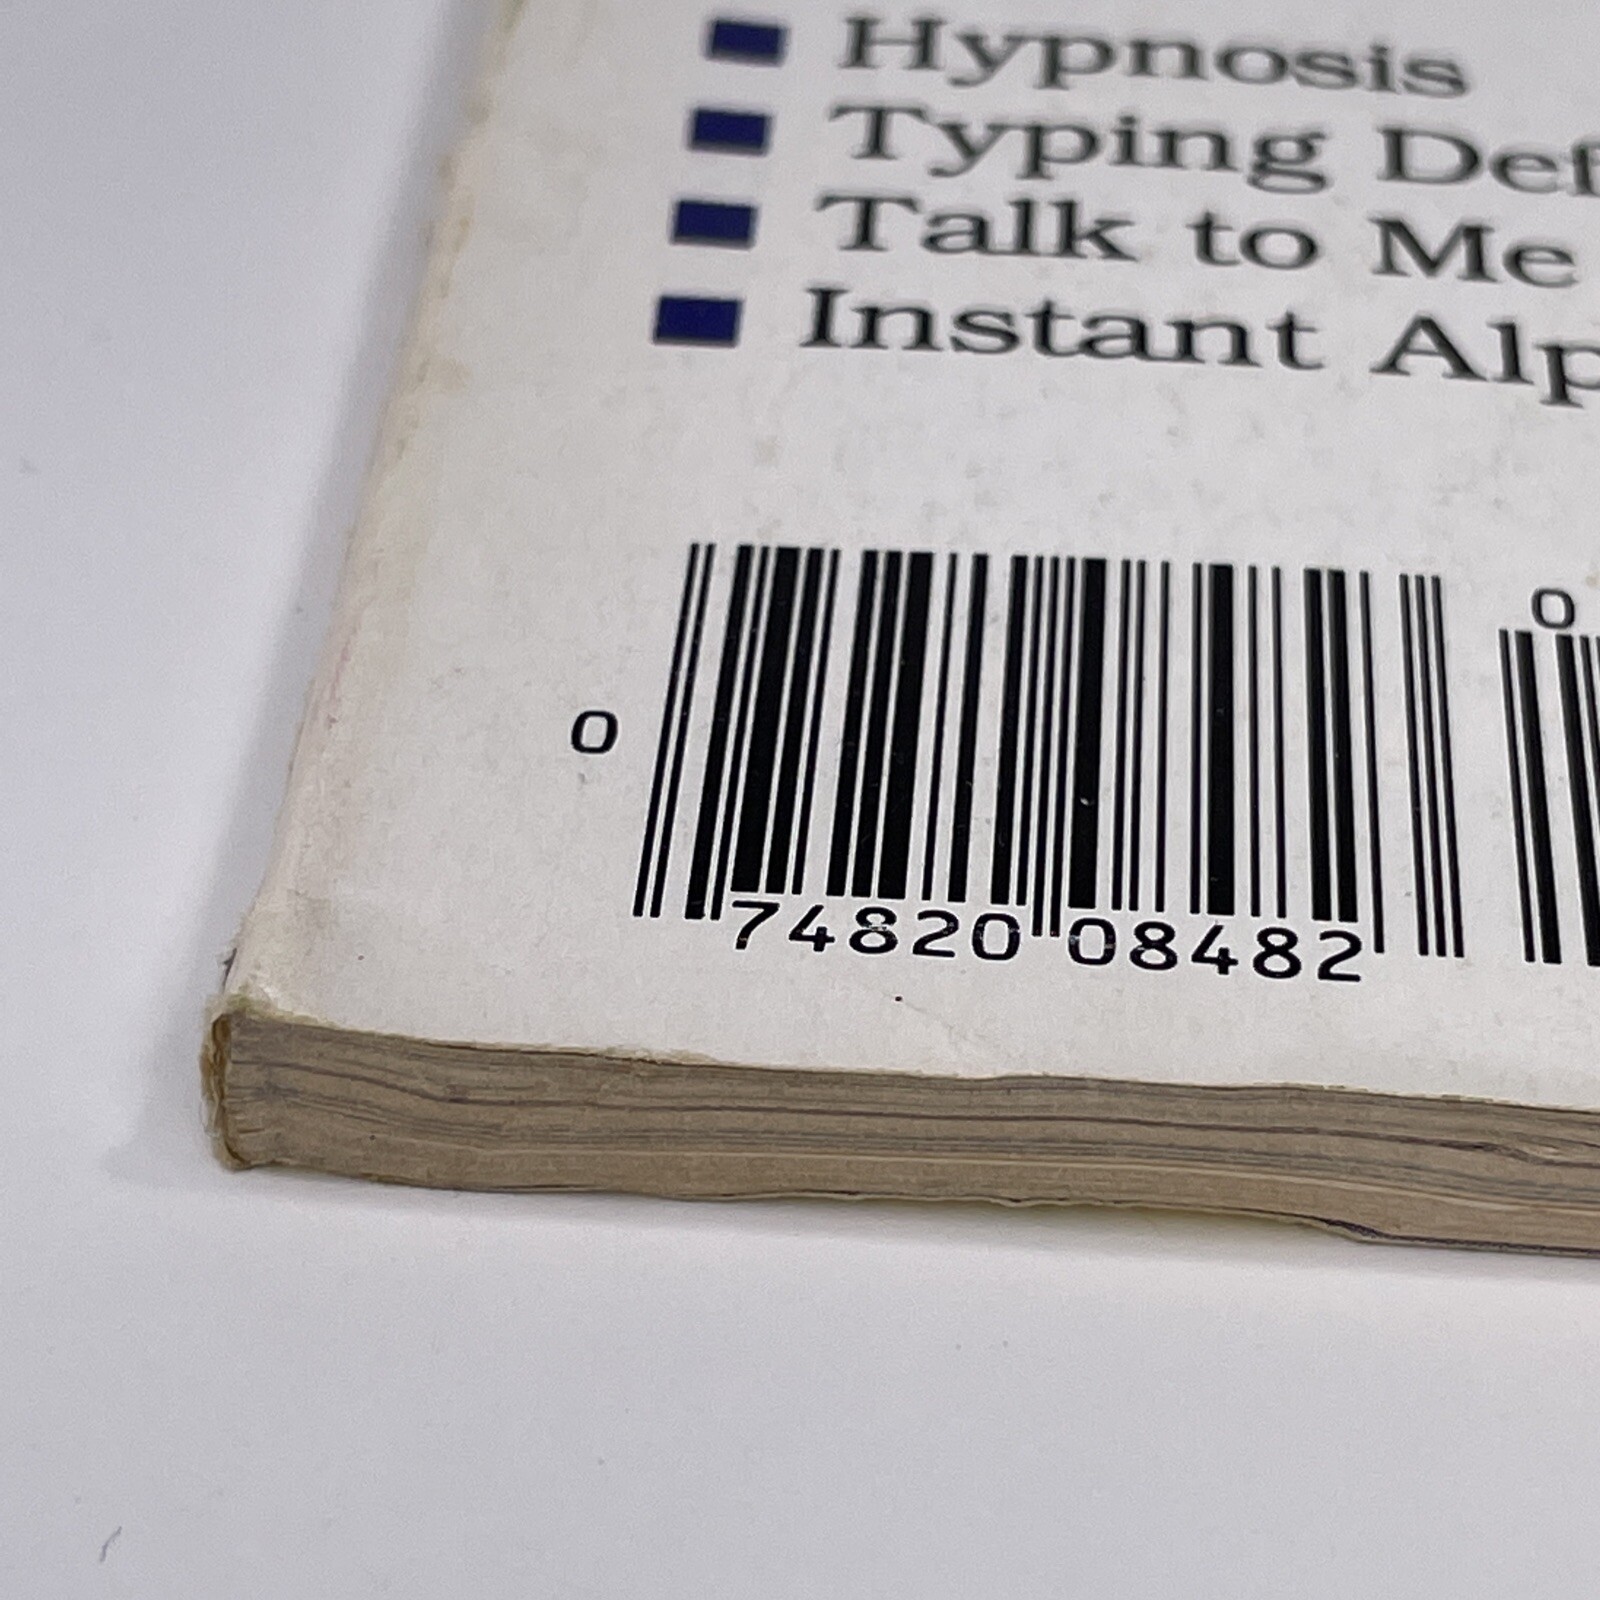 Hypnosis
Typing Def
Talk to Me
Instant Alp
0
0
74820 08482